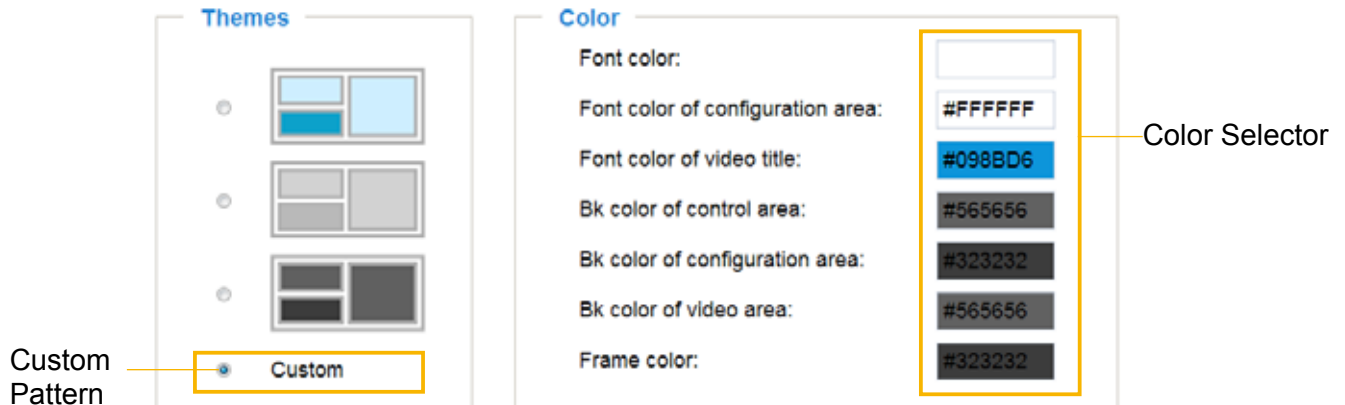 Themes
Custom
Custom
Pattern
Color
Font color:
Font color of configuration area: #FFFFFF
Font color of video title: #098BD6
Bk color of control area: #565656
Bk color of configuration area: #323232
Bk color of video area: #565656
Frame color: #323232
Color Selector